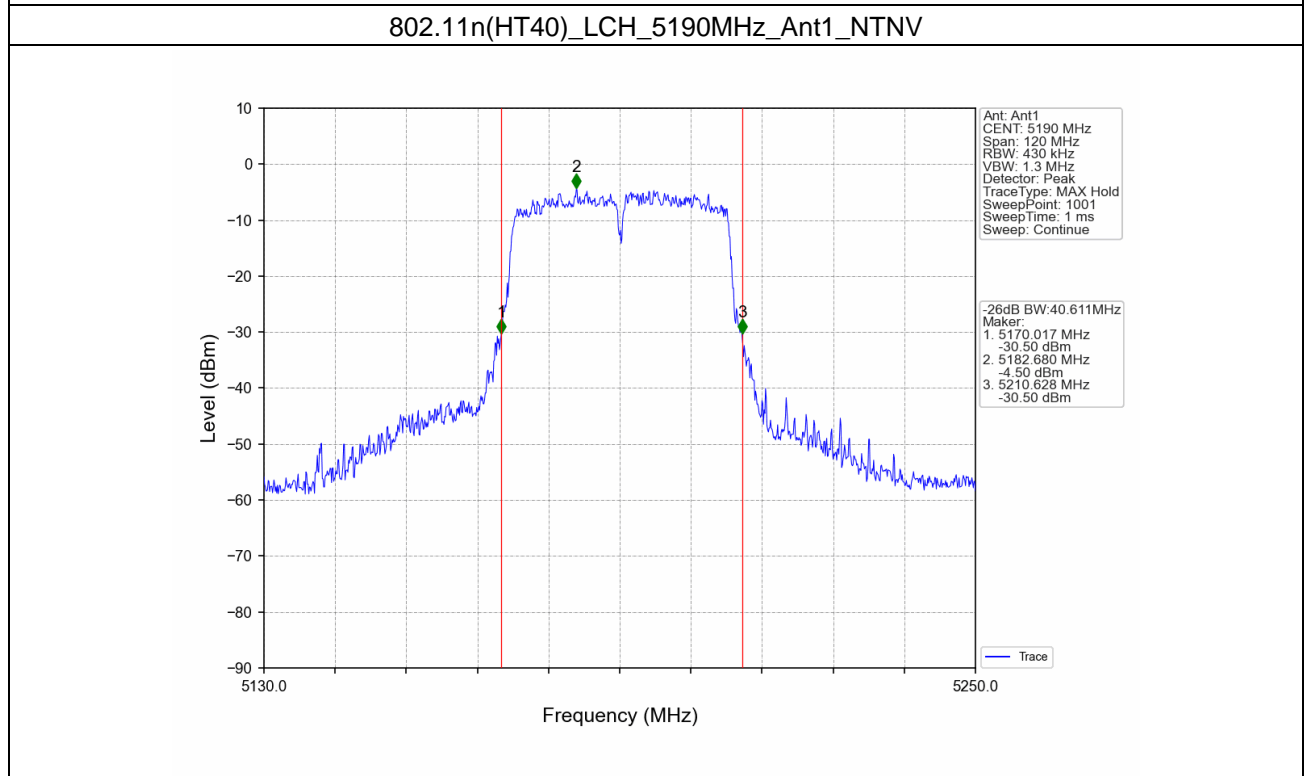 802.11n(HT40)_LCH_5190MHz_Ant1_NTNV
10
0
−10
−20
−30
−40
−50
−60
−70
−80
−90
Level (dBm)
1
2
3
5130.0
5250.0
Frequency (MHz)
Ant: Ant1
CENT: 5190 MHz
Span: 120 MHz
RBW: 430 kHz
VBW: 1.3 MHz
Detector: Peak
TraceType: MAX Hold
SweepPoint: 1001
SweepTime: 1 ms
Sweep: Continue
-26dB BW:40.611MHz
Maker:
1. 5170.017 MHz
-30.50 dBm
2. 5182.680 MHz
-4.50 dBm
3. 5210.628 MHz
-30.50 dBm
Trace